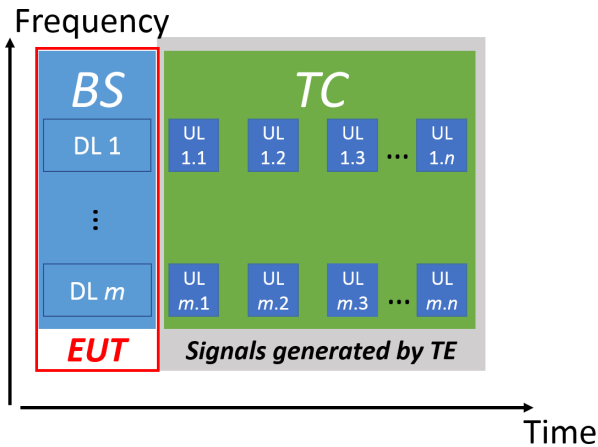 Frequency
BS
TC
DL 1
UL
1.1
UL
1.2
UL
1.3
...
UL
1.n
⋮
DL m
UL
m.1
UL
m.2
UL
m.3
...
UL
m.n
EUT
Signals generated by TE
Time